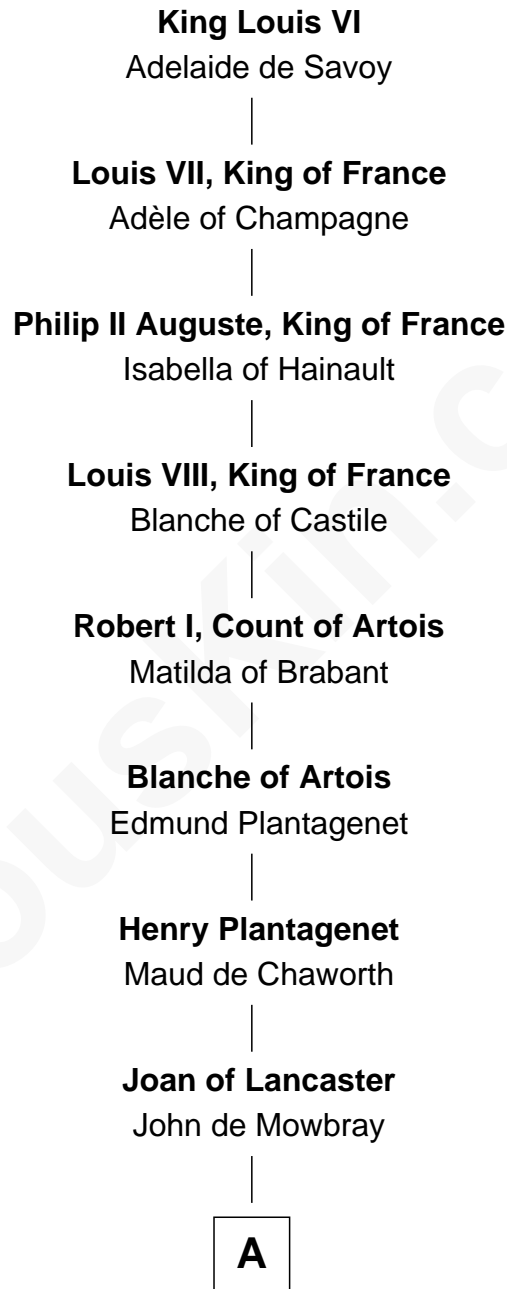 King Louis VI
Adelaide de Savoy
Louis VII, King of France
Adèle of Champagne
Philip II Auguste, King of France
Isabella of Hainault
Louis VIII, King of France
Blanche of Castile
Robert I, Count of Artois
Matilda of Brabant
Blanche of Artois
Edmund Plantagenet
Henry Plantagenet
Maud de Chaworth
Joan of Lancaster
John de Mowbray
A